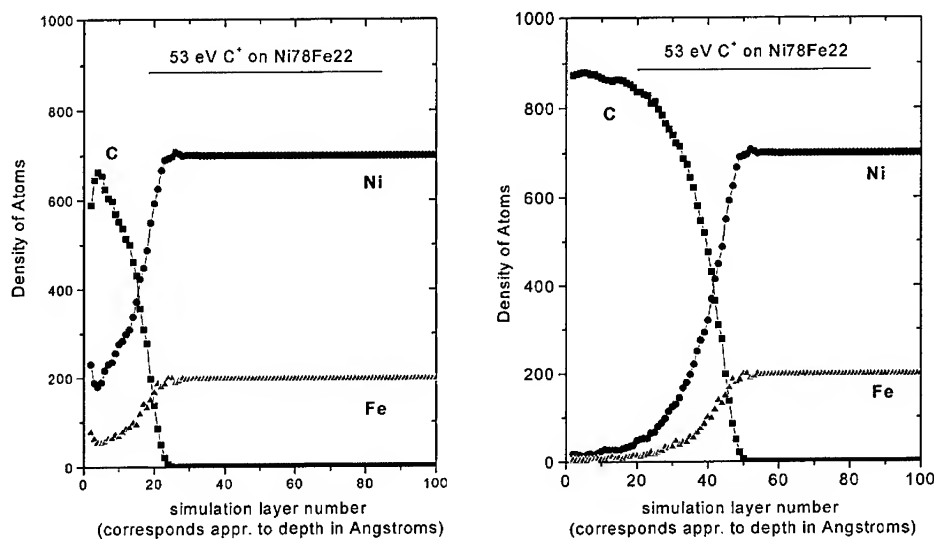 1000
53 eV C+ on Ni78Fe22
800
C
Ni
600
Density of Atoms
400
200
Fe
0
0 20 40 60 80 100
simulation layer number
(corresponds appr. to depth in Angstroms)
1000
53 eV C+ on Ni78Fe22
800
C
Ni
600
Density of Atoms
400
200
Fe
0
0 20 40 60 80 100
simulation layer number
(corresponds appr. to depth in Angstroms)